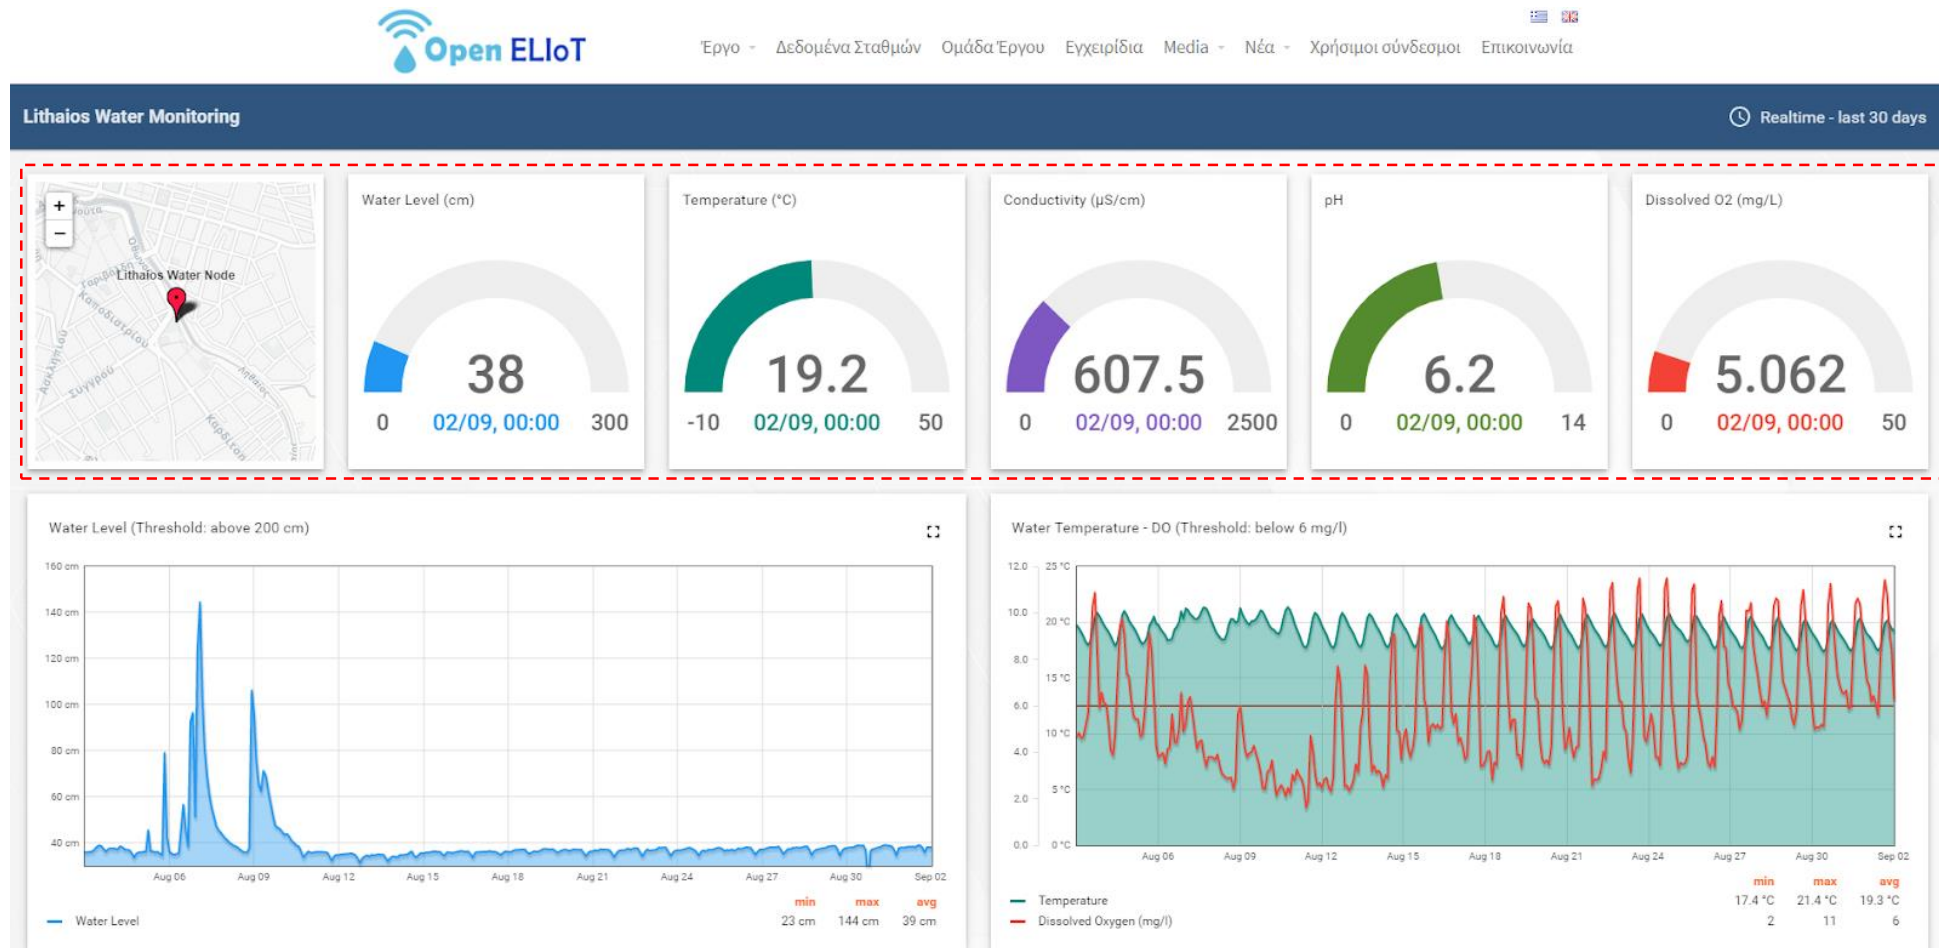 Open ELIoT
Έργο Δεδομένα Σταθμών Ομάδα Έργου Εγχειρίδια Media Νέα Χρήσιμοι σύνδεσμοι Επικοινωνία
Lithaios Water Monitoring
Realtime - last 30 days
+
−
Lithaios Water Node
Γαριβάλδη
Καποδιστρίου
Ασκληπιού
Συγγρού
Ληθαίος
Water Level (cm)
38
0 02/09, 00:00 300
Temperature (°C)
19.2
-10 02/09, 00:00 50
Conductivity (μS/cm)
607.5
0 02/09, 00:00 2500
pH
6.2
0 02/09, 00:00 14
Dissolved O2 (mg/L)
5.062
0 02/09, 00:00 50
Water Level (Threshold: above 200 cm)
160 cm
140 cm
120 cm
100 cm
80 cm
60 cm
40 cm
Aug 06 Aug 09 Aug 12 Aug 15 Aug 18 Aug 21 Aug 24 Aug 27 Aug 30 Sep 02
min max avg
Water Level 23 cm 144 cm 39 cm
Water Temperature - DO (Threshold: below 6 mg/l)
12.0 25 °C
10.0
20 °C
8.0
15 °C
6.0
10 °C
4.0
5 °C
2.0
0.0 0 °C
Aug 06 Aug 09 Aug 12 Aug 15 Aug 18 Aug 21 Aug 24 Aug 27 Aug 30 Sep 02
min max avg
Temperature 17.4 °C 21.4 °C 19.3 °C
Dissolved Oxygen (mg/l) 2 11 6